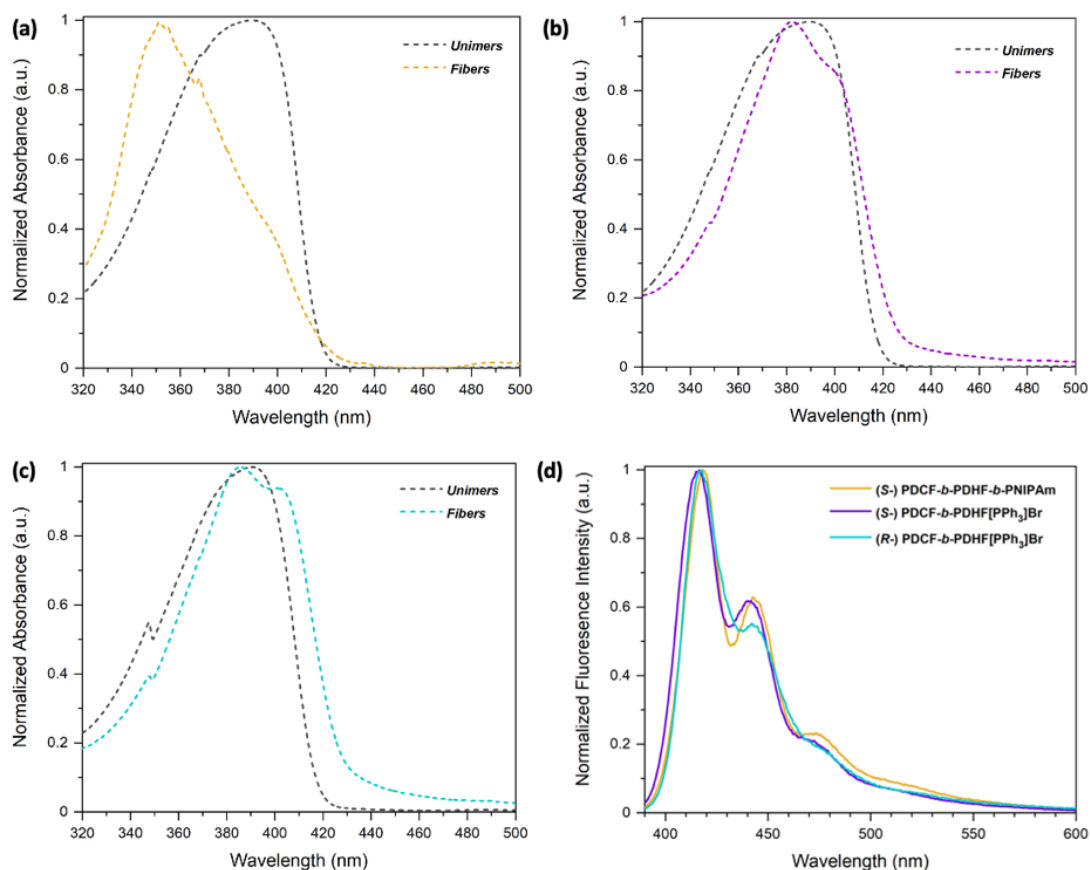 (a)
Normalized Absorbance (a.u.)
1
0.8
0.6
0.4
0.2
0
Unimers
Fibers
320 340 360 380 400 420 440 460 480 500
Wavelength (nm)
(b)
Normalized Absorbance (a.u.)
1
0.8
0.6
0.4
0.2
0
Unimers
Fibers
320 340 360 380 400 420 440 460 480 500
Wavelength (nm)
(c)
Normalized Absorbance (a.u.)
1
0.8
0.6
0.4
0.2
0
Unimers
Fibers
320 340 360 380 400 420 440 460 480 500
Wavelength (nm)
(d)
Normalized Fluoresence Intensity (a.u.)
1
0.8
0.6
0.4
0.2
0
(S-) PDCF-b-PDHF-b-PNIPAm
(S-) PDCF-b-PDHF[PPh₃]Br
(R-) PDCF-b-PDHF[PPh₃]Br
400 450 500 550 600
Wavelength (nm)